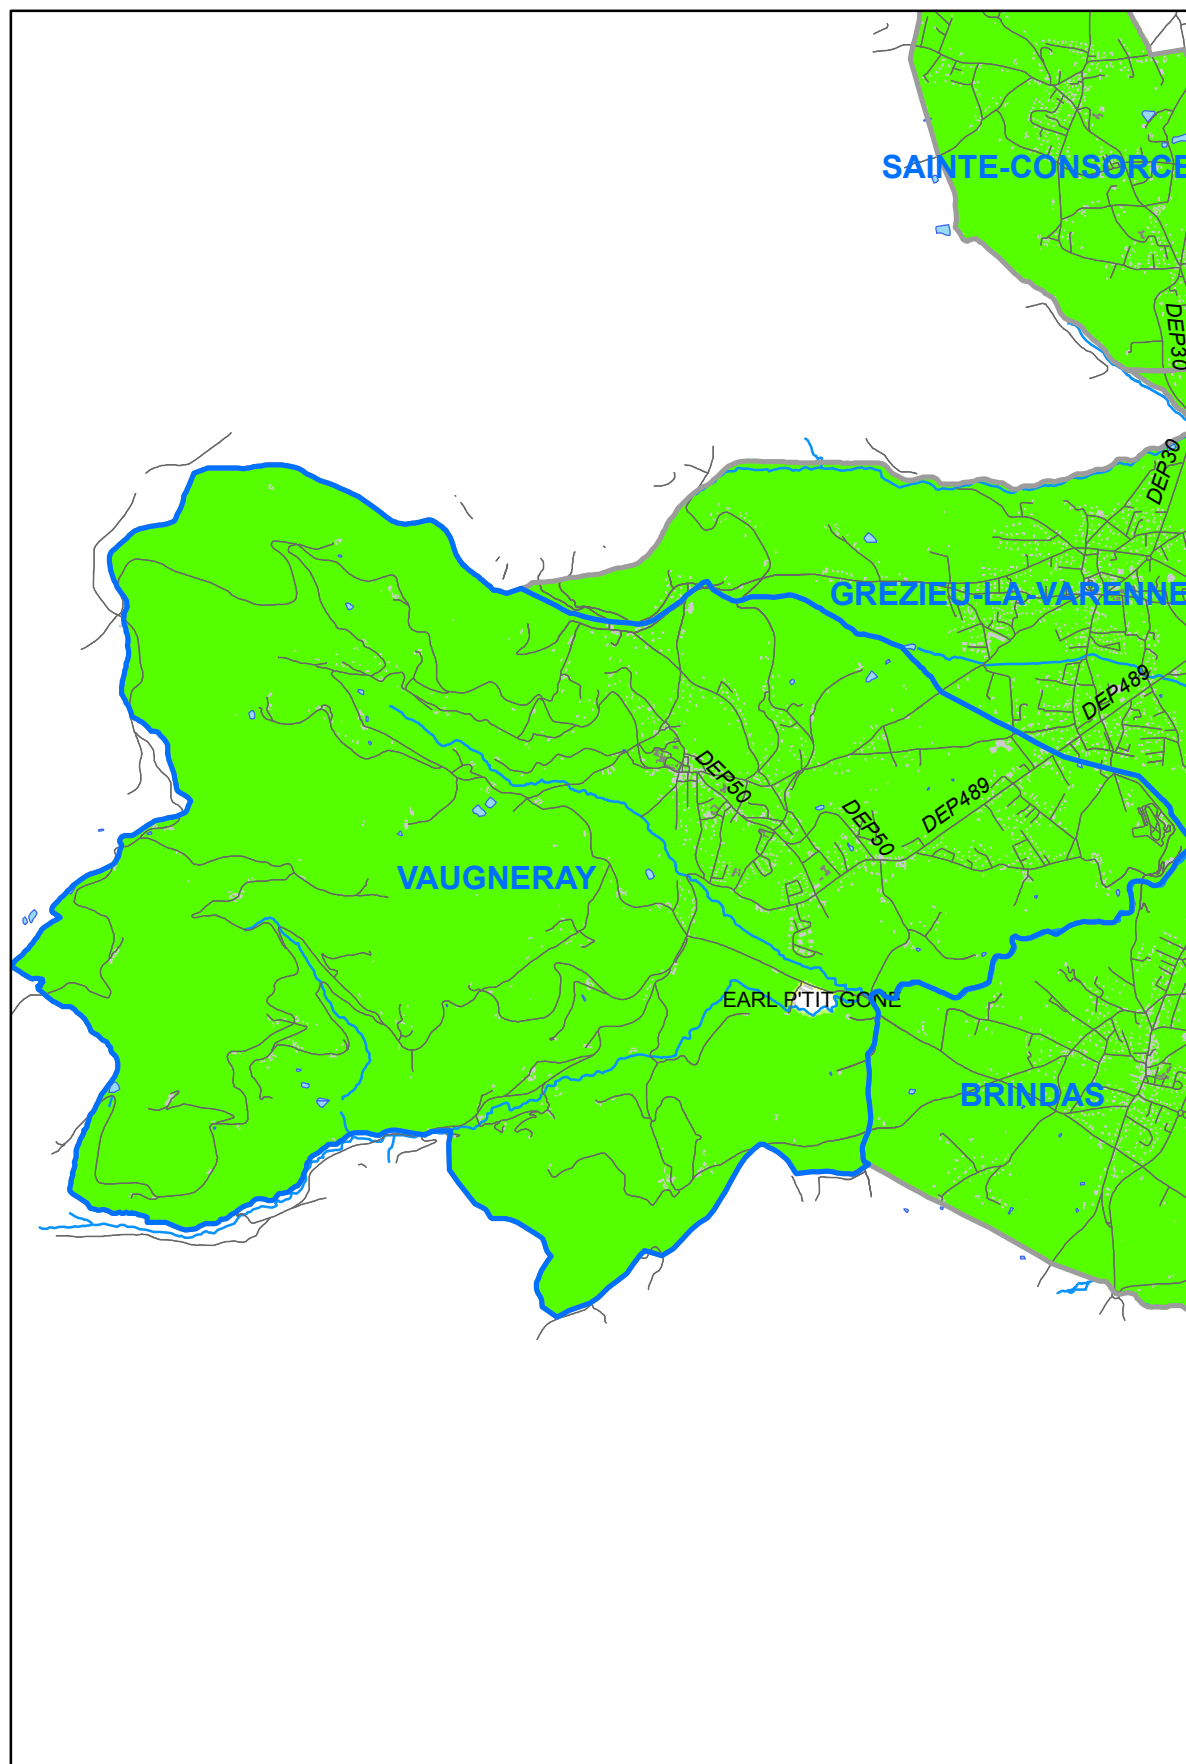 SAINTE-CONSORCE
DEP30
DEP30
GREZIEU-LA-VARENNE
DEP489
DEP50
DEP489
DEP50
VAUGNERAY
EARL P'TIT GONE
BRINDAS